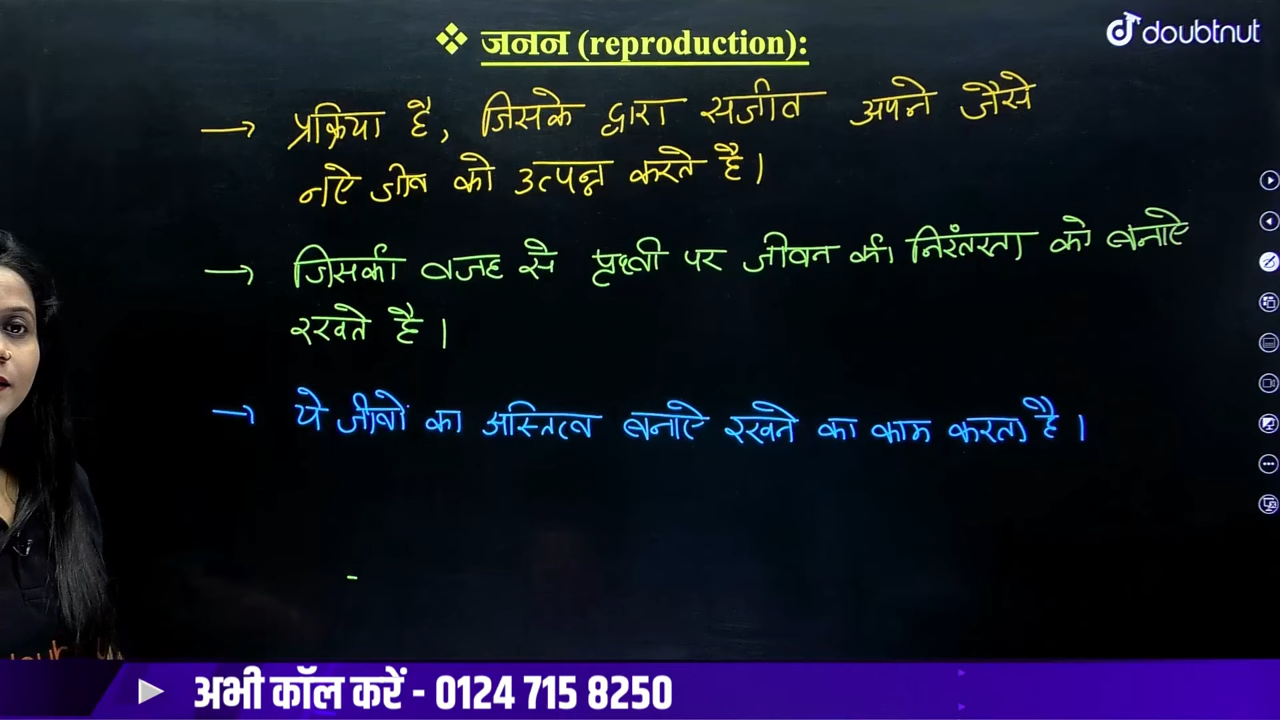 ❖ जनन (reproduction):
doubtnut
→ प्रक्रिया है, जिसके द्वारा सजीव अपने जैसे
नऐ जीव को उत्पन्न करते है।
→ जिसकी वजह से पृथ्वी पर जीवन की निरंतरता को बनाऐ
रखते है।
→ ये जीवों का अस्तित्व बनाऐ रखने का काम करता है।
अभी कॉल करें - 0124 715 8250